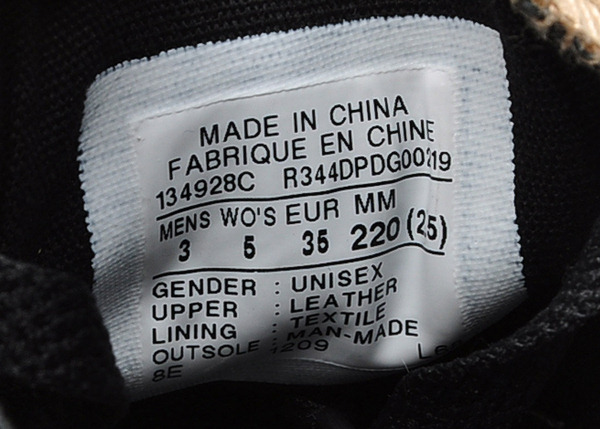 MADE IN CHINA
FABRIQUE EN CHINE
134928C R344DPDG00219
MENS WO'S EUR MM
3 5 35 220 (25)
GENDER : UNISEX
UPPER : LEATHER
LINING : TEXTILE
OUTSOLE : MAN-MADE
8E 1209